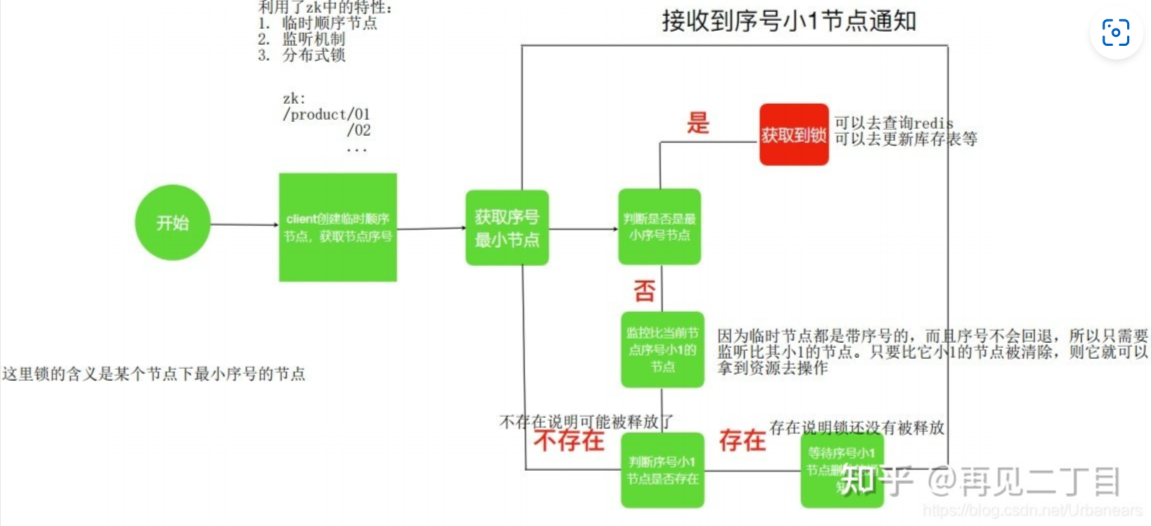 利用了zk中的特性:
1. 临时顺序节点
2. 监听机制
3. 分布式锁
zk:
/product/01
/02
...
接收到序号小1节点通知
开始
client创建临时顺序
节点，获取节点序号
获取序号
最小节点
判断是否是最
小序号节点
是
获取到锁
可以去查询redis
可以去更新库存表等
否
监控比当前节
点序号小1的
节点
因为临时节点都是带序号的，而且序号不会回退，所以只需要
监听比其小1的节点。只要比它小1的节点被清除，则它就可以
拿到资源去操作
这里锁的含义是某个节点下最小序号的节点
不存在说明可能被释放了
不存在
判断序号小1
节点是否存在
存在
存在说明锁还没有被释放
等待序号小1
节点删
知乎 @再见二丁目
https://blog.csdn.net/Urbanears